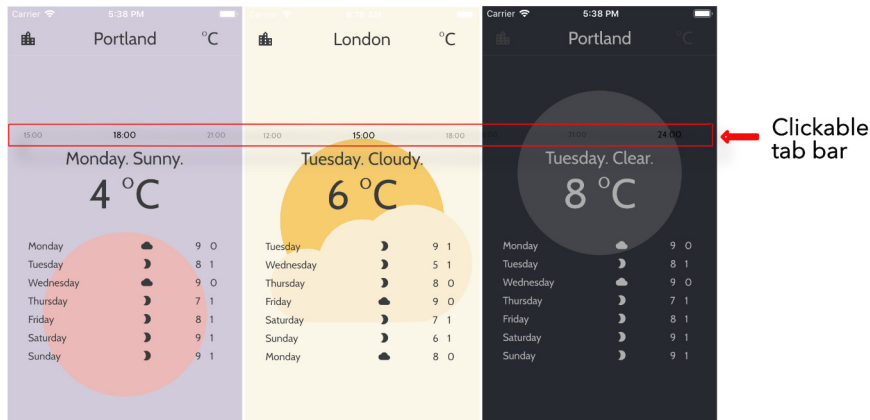 Carrier 5:38 PM
Portland °C
15:00 18:00 21:00
Monday. Sunny.
4 °C
Monday 9 0
Tuesday 8 1
Wednesday 9 0
Thursday 7 1
Friday 8 1
Saturday 9 1
Sunday 9 1
London °C
12:00 15:00 18:00
Tuesday. Cloudy.
6 °C
Tuesday 9 1
Wednesday 5 1
Thursday 8 0
Friday 9 0
Saturday 7 1
Sunday 6 1
Monday 8 0
Carrier 5:38 PM
Portland °C
24:00
Tuesday. Clear.
8 °C
Monday 9 0
Tuesday 8 1
Wednesday 9 0
Thursday 7 1
Friday 8 1
Saturday 9 1
Sunday 9 1
Clickable
tab bar